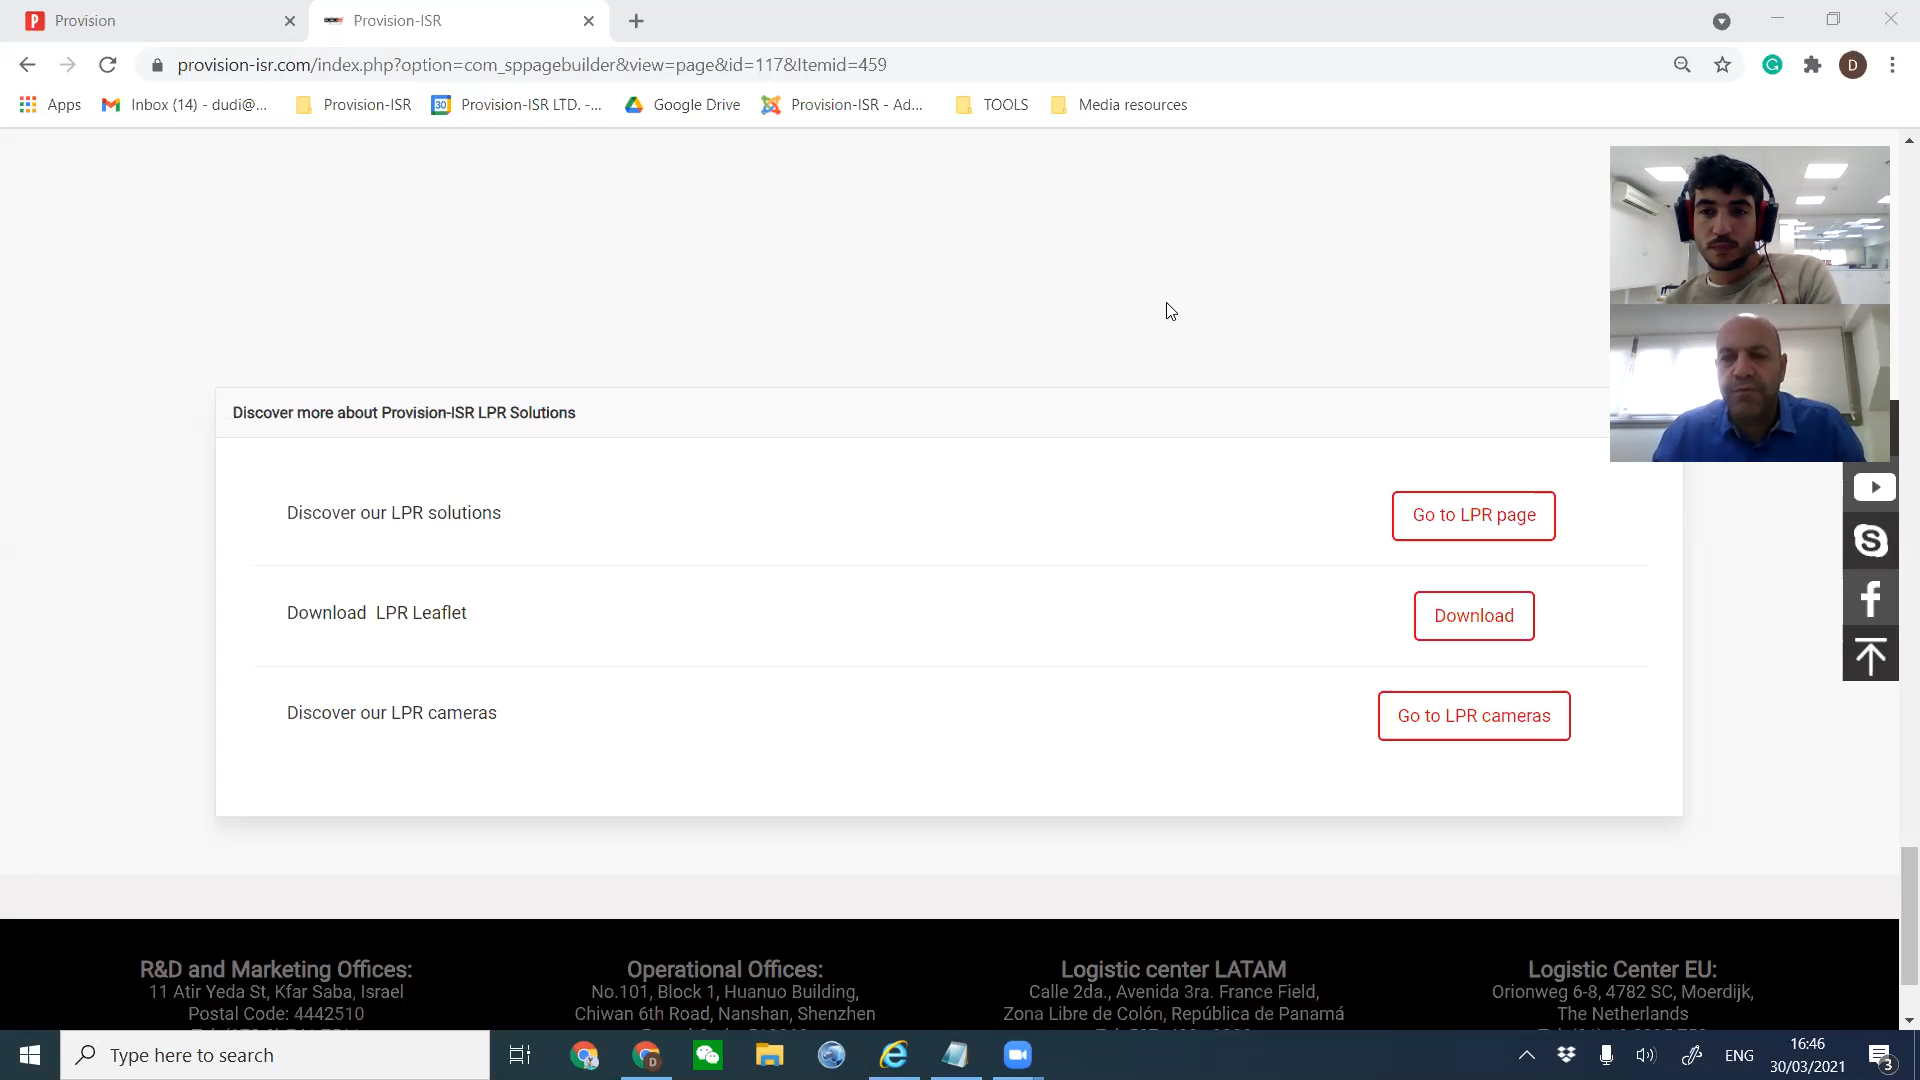 Provision
Provision-ISR
provision-isr.com/index.php?option=com_sppagebuilder&view=page&id=117&Itemid=459
D
Apps
Inbox (14) - dudi@...
Provision-ISR
Provision-ISR LTD. -...
Google Drive
Provision-ISR - Ad...
TOOLS
Media resources
Discover more about Provision-ISR LPR Solutions
Discover our LPR solutions
Go to LPR page
Download LPR Leaflet
Download
Discover our LPR cameras
Go to LPR cameras
R&D and Marketing Offices:
11 Atir Yeda St, Kfar Saba, Israel
Postal Code: 4442510
Operational Offices:
No.101, Block 1, Huanuo Building,
Chiwan 6th Road, Nanshan, Shenzhen
Logistic center LATAM
Calle 2da., Avenida 3ra. France Field,
Zona Libre de Colón, República de Panamá
Logistic Center EU:
Orionweg 6-8, 4782 SC, Moerdijk,
The Netherlands
Type here to search
ENG
16:46
30/03/2021
3